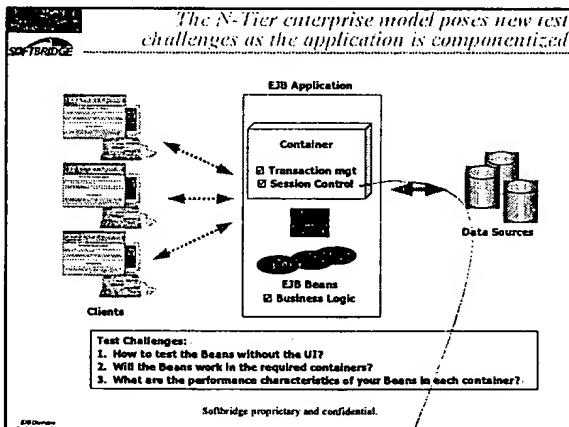 The N-Tier enterprise model poses new test
challenges as the application is componentized
SOFTBRIDGE
EJB Application
Container
☑ Transaction mgt
☑ Session Control
EJB Beans
☑ Business Logic
Clients
Data Sources
Test Challenges:
1. How to test the Beans without the UI?
2. Will the Beans work in the required containers?
3. What are the performance characteristics of your Beans in each container?
Softbridge proprietary and confidential.